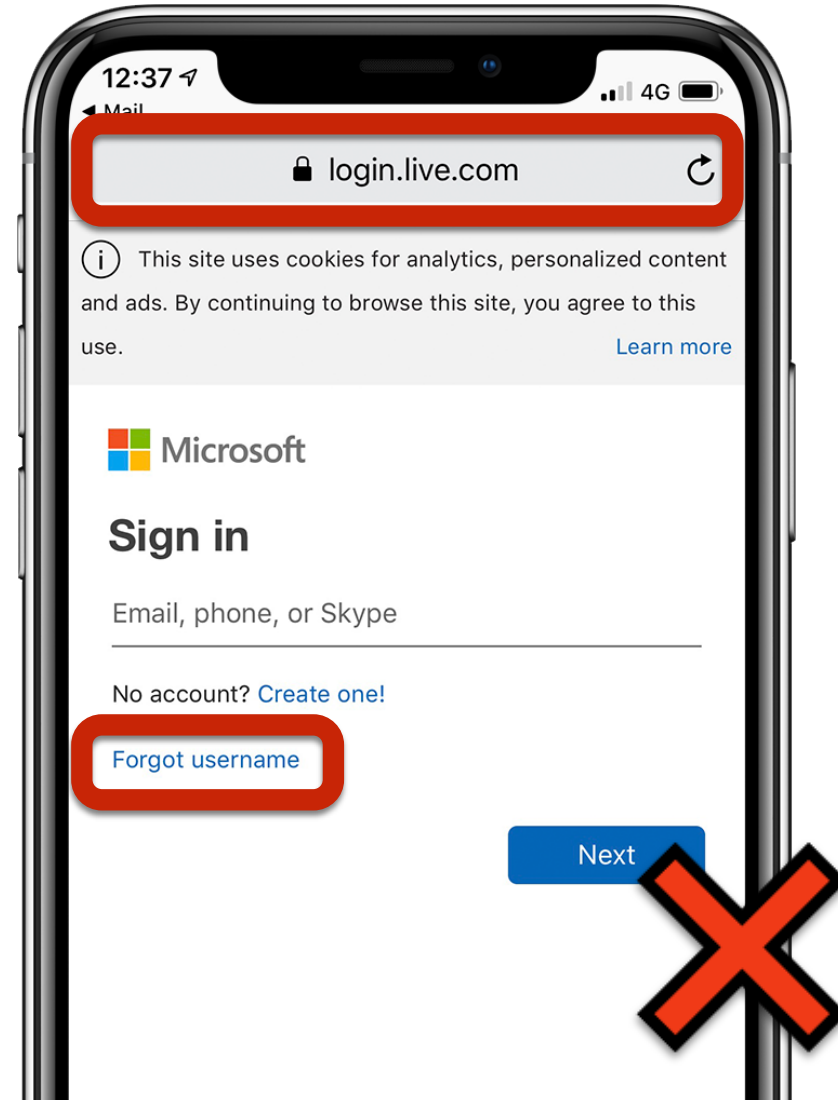 12:37
Mail
4G
login.live.com
This site uses cookies for analytics, personalized content
and ads. By continuing to browse this site, you agree to this
use.
Learn more
Microsoft
Sign in
Email, phone, or Skype
No account? Create one!
Forgot username
Next